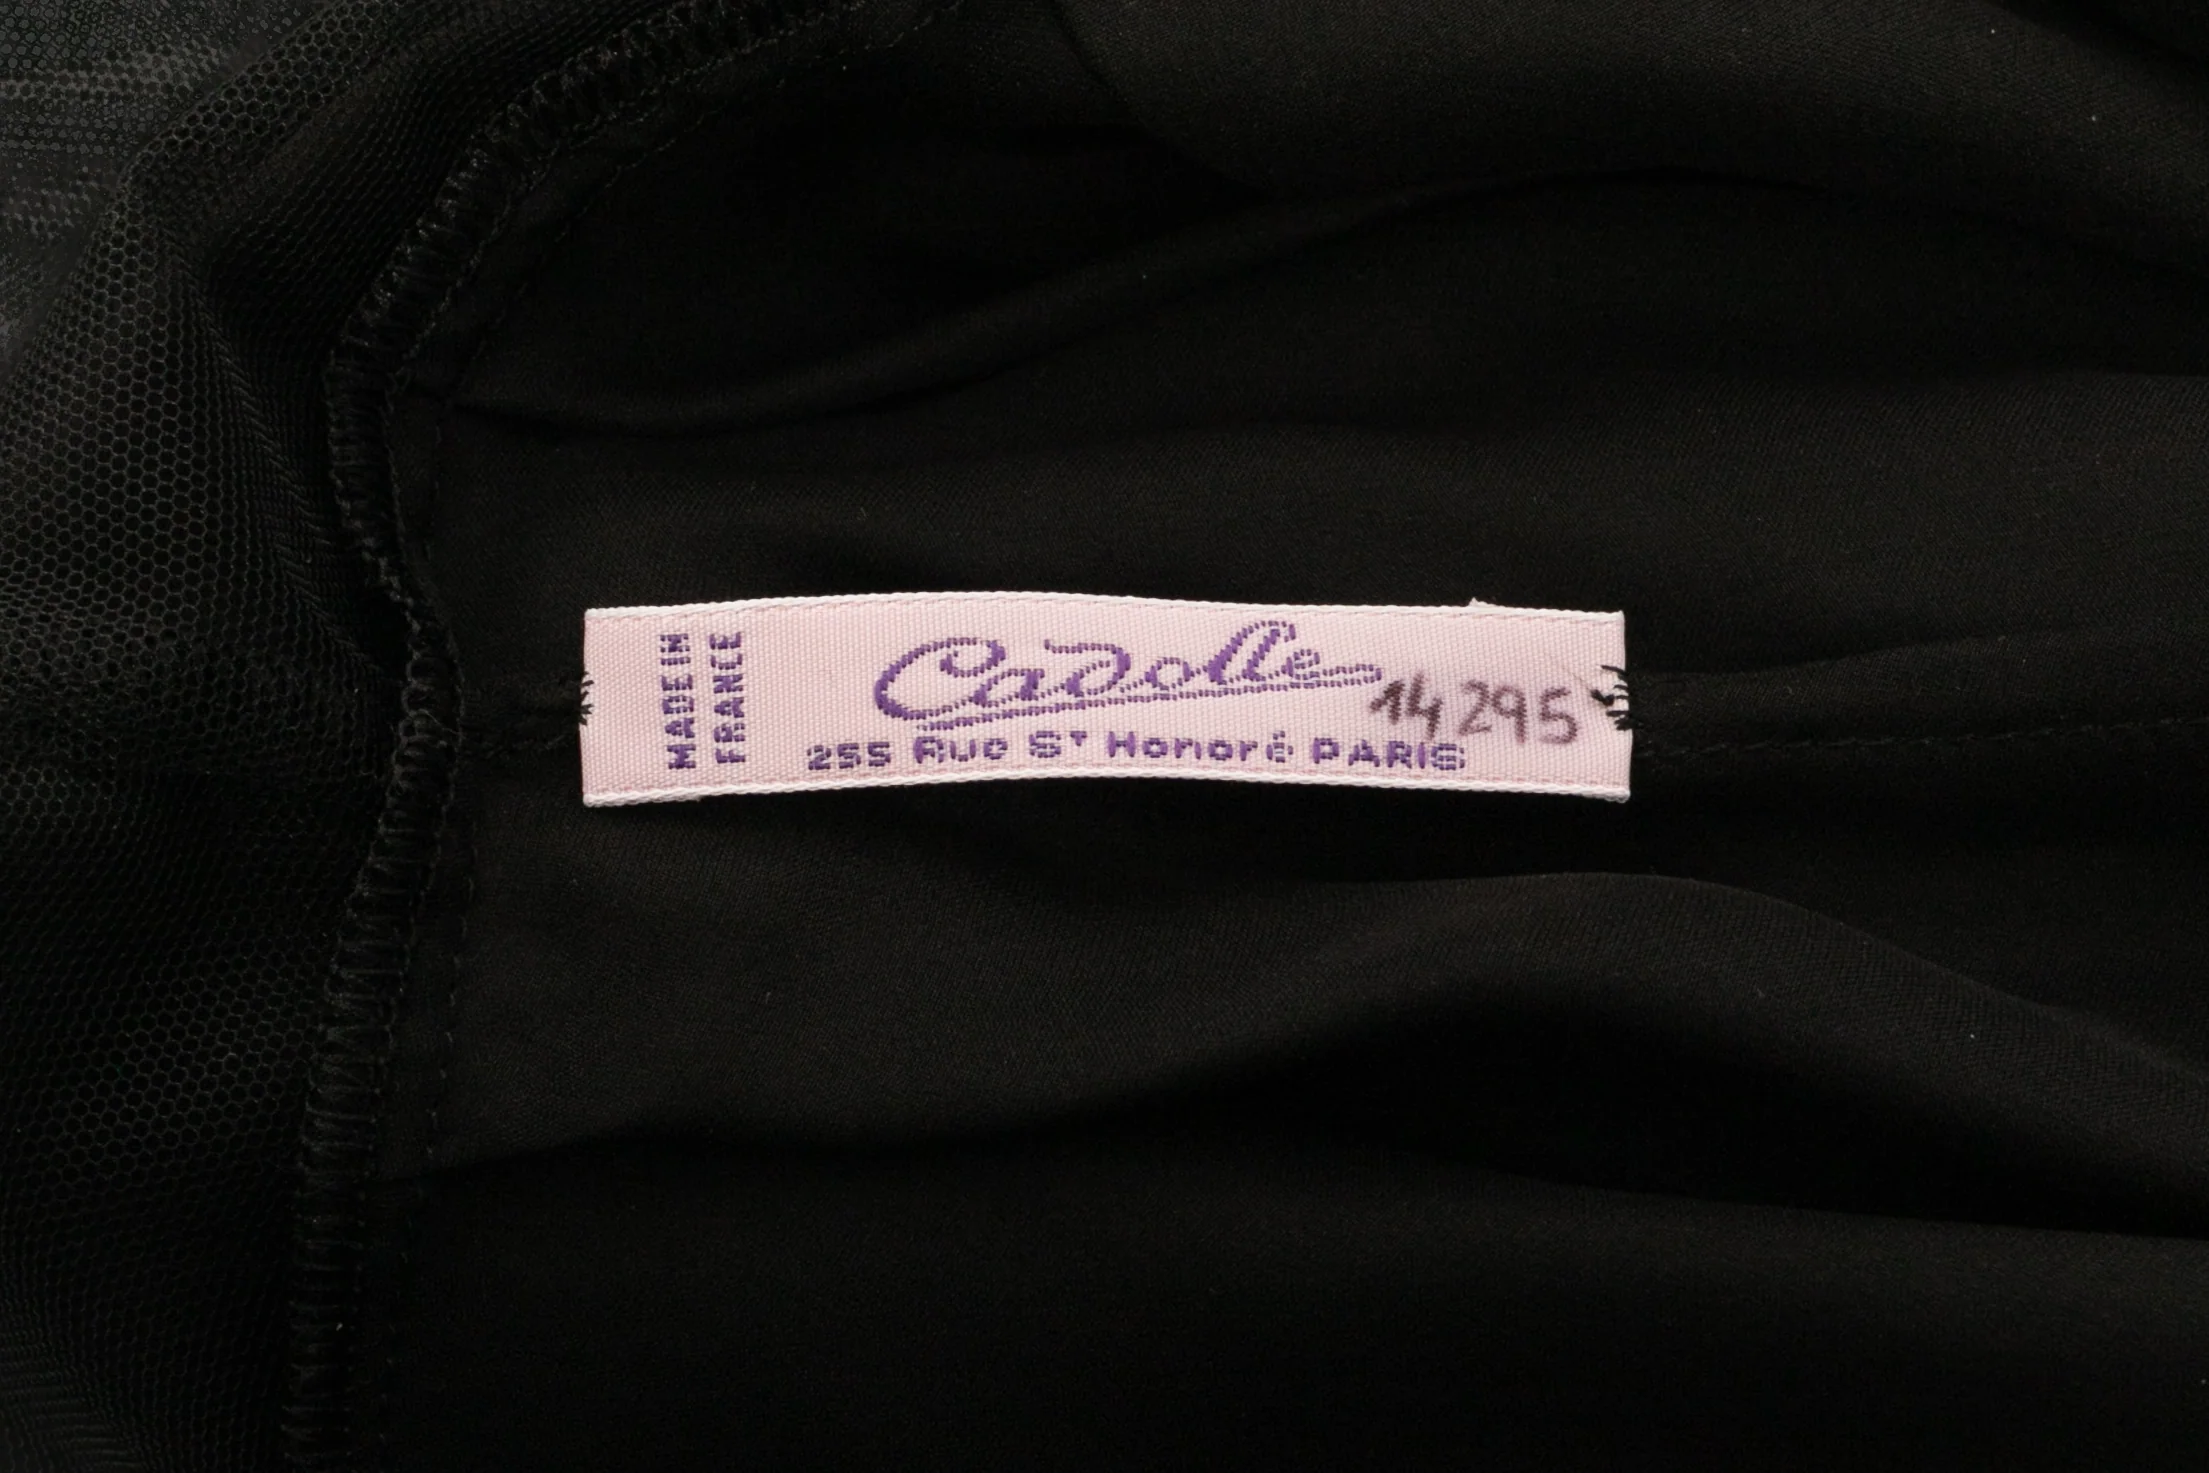 MADE IN
FRANCE
Cadolle
14295
255 Rue St Honoré PARIS